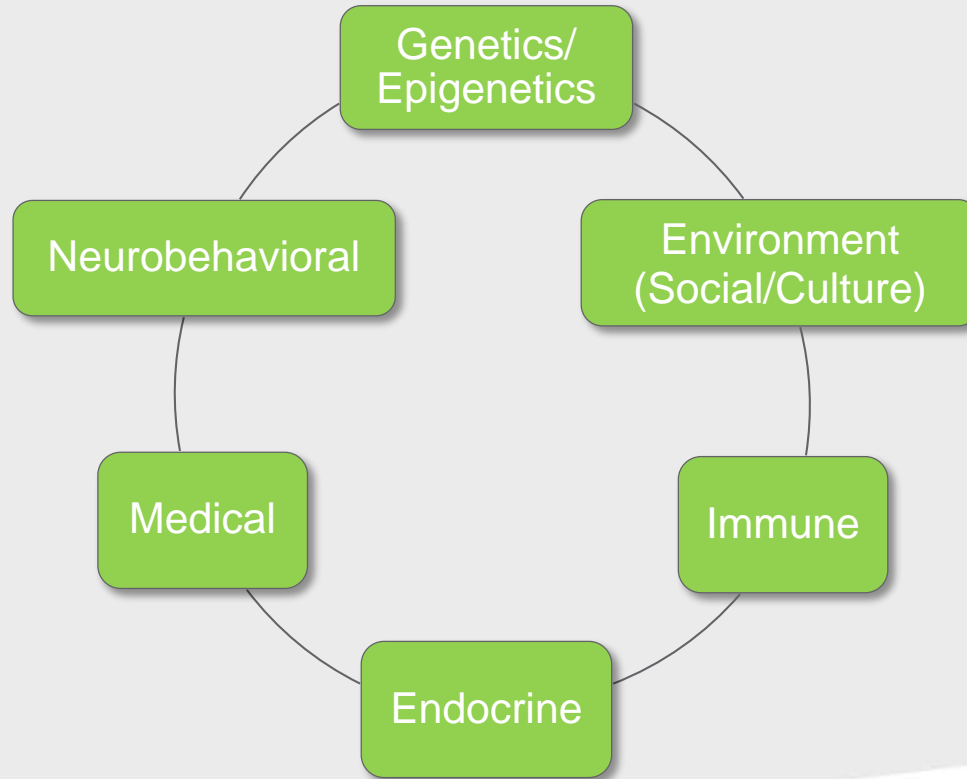 Genetics/
Epigenetics
Environment
(Social/Culture)
Immune
Endocrine
Medical
Neurobehavioral